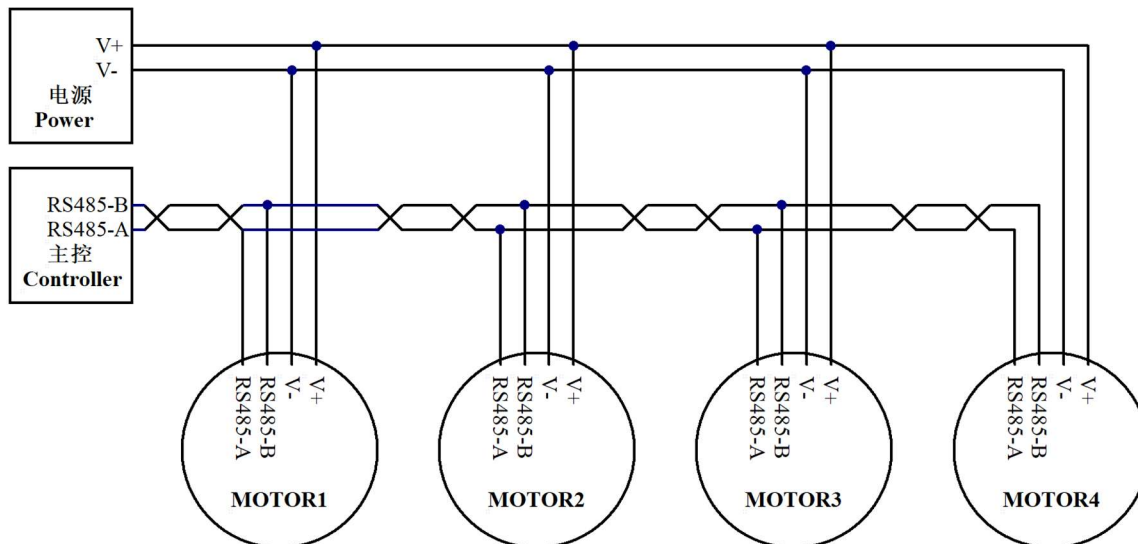 V+
V-
电源
Power
RS485-B
RS485-A
主控
Controller
RS485-A
RS485-B
V-
V+
MOTOR1
RS485-A
RS485-B
V-
V+
MOTOR2
RS485-A
RS485-B
V-
V+
MOTOR3
RS485-A
RS485-B
V-
V+
MOTOR4